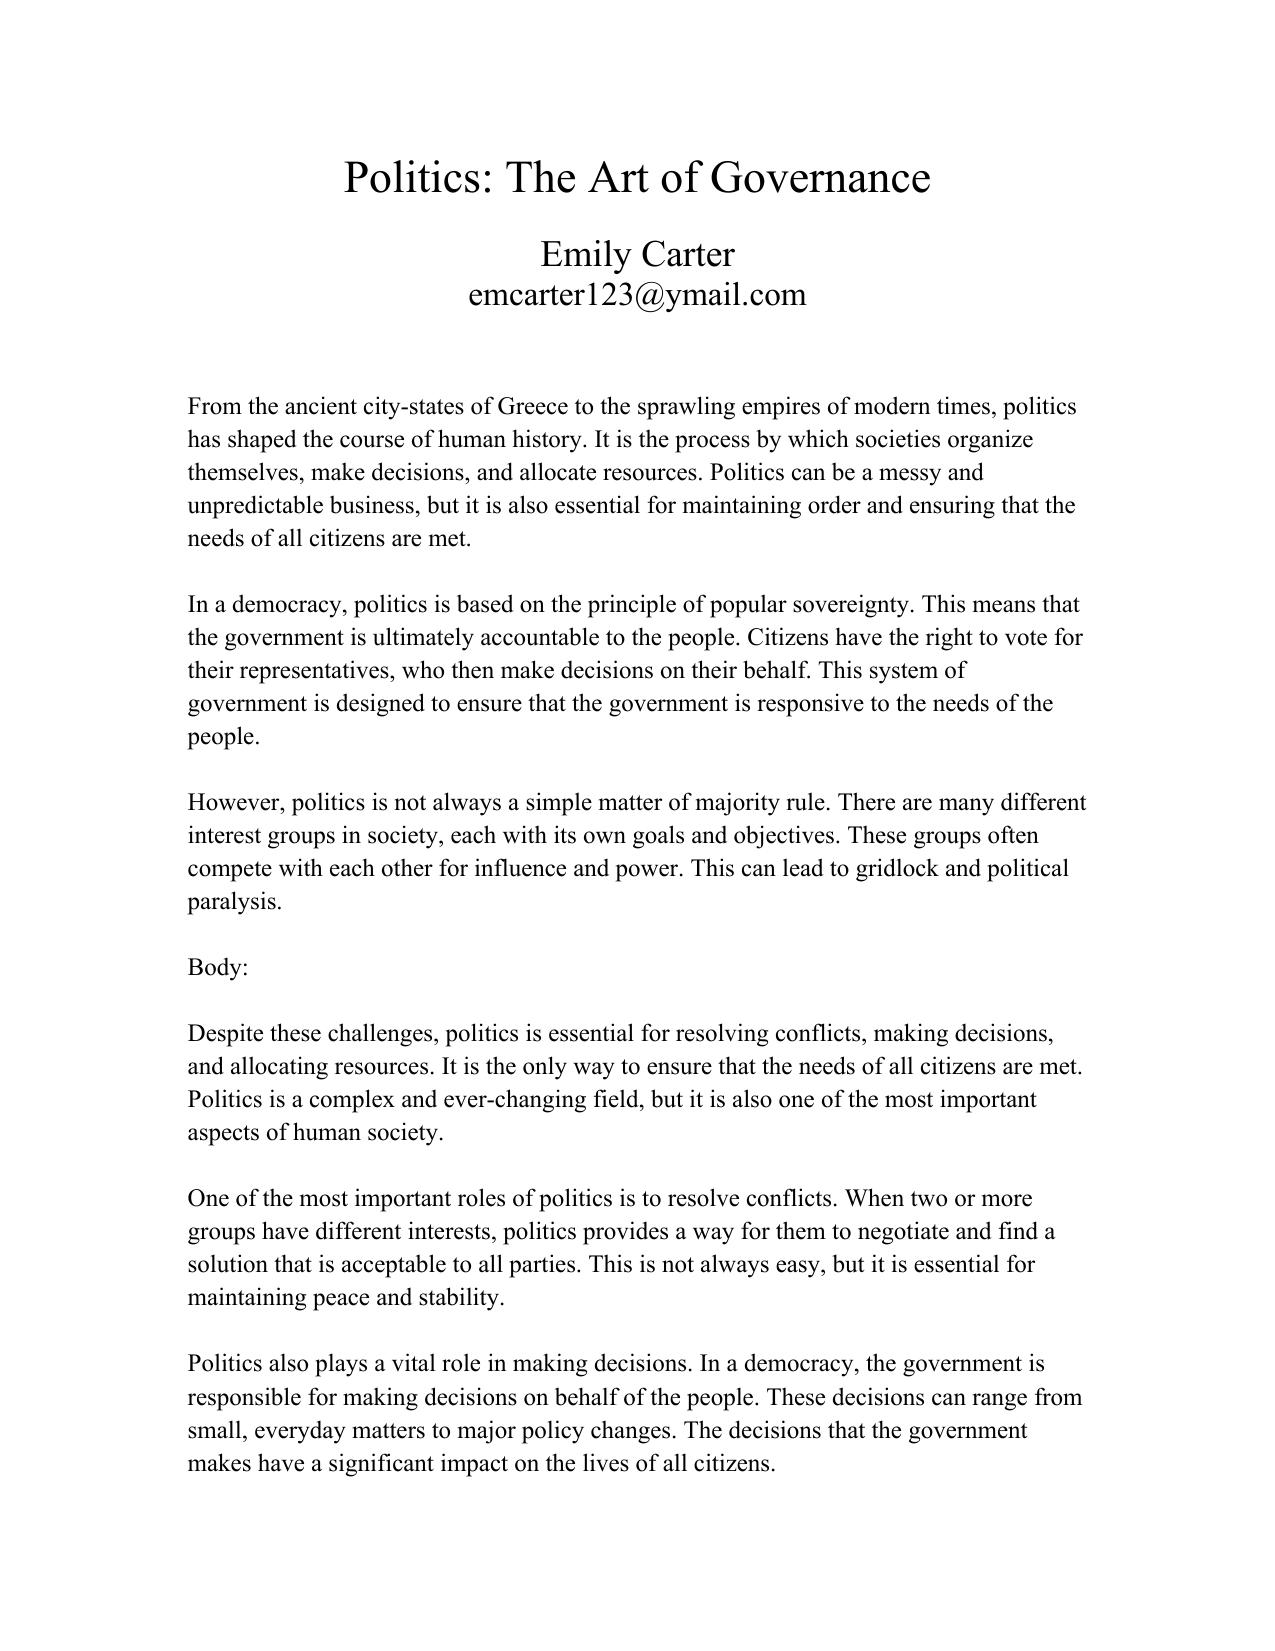 Politics: The Art of Governance
Emily Carter
emcarter123@ymail.com
From the ancient city-states of Greece to the sprawling empires of modern times, politics
has shaped the course of human history. It is the process by which societies organize
themselves, make decisions, and allocate resources. Politics can be a messy and
unpredictable business, but it is also essential for maintaining order and ensuring that the
needs of all citizens are met.
In a democracy, politics is based on the principle of popular sovereignty. This means that
the government is ultimately accountable to the people. Citizens have the right to vote for
their representatives, who then make decisions on their behalf. This system of
government is designed to ensure that the government is responsive to the needs of the
people.
However, politics is not always a simple matter of majority rule. There are many different
interest groups in society, each with its own goals and objectives. These groups often
compete with each other for influence and power. This can lead to gridlock and political
paralysis.
Body:
Despite these challenges, politics is essential for resolving conflicts, making decisions,
and allocating resources. It is the only way to ensure that the needs of all citizens are met.
Politics is a complex and ever-changing field, but it is also one of the most important
aspects of human society.
One of the most important roles of politics is to resolve conflicts. When two or more
groups have different interests, politics provides a way for them to negotiate and find a
solution that is acceptable to all parties. This is not always easy, but it is essential for
maintaining peace and stability.
Politics also plays a vital role in making decisions. In a democracy, the government is
responsible for making decisions on behalf of the people. These decisions can range from
small, everyday matters to major policy changes. The decisions that the government
makes have a significant impact on the lives of all citizens.